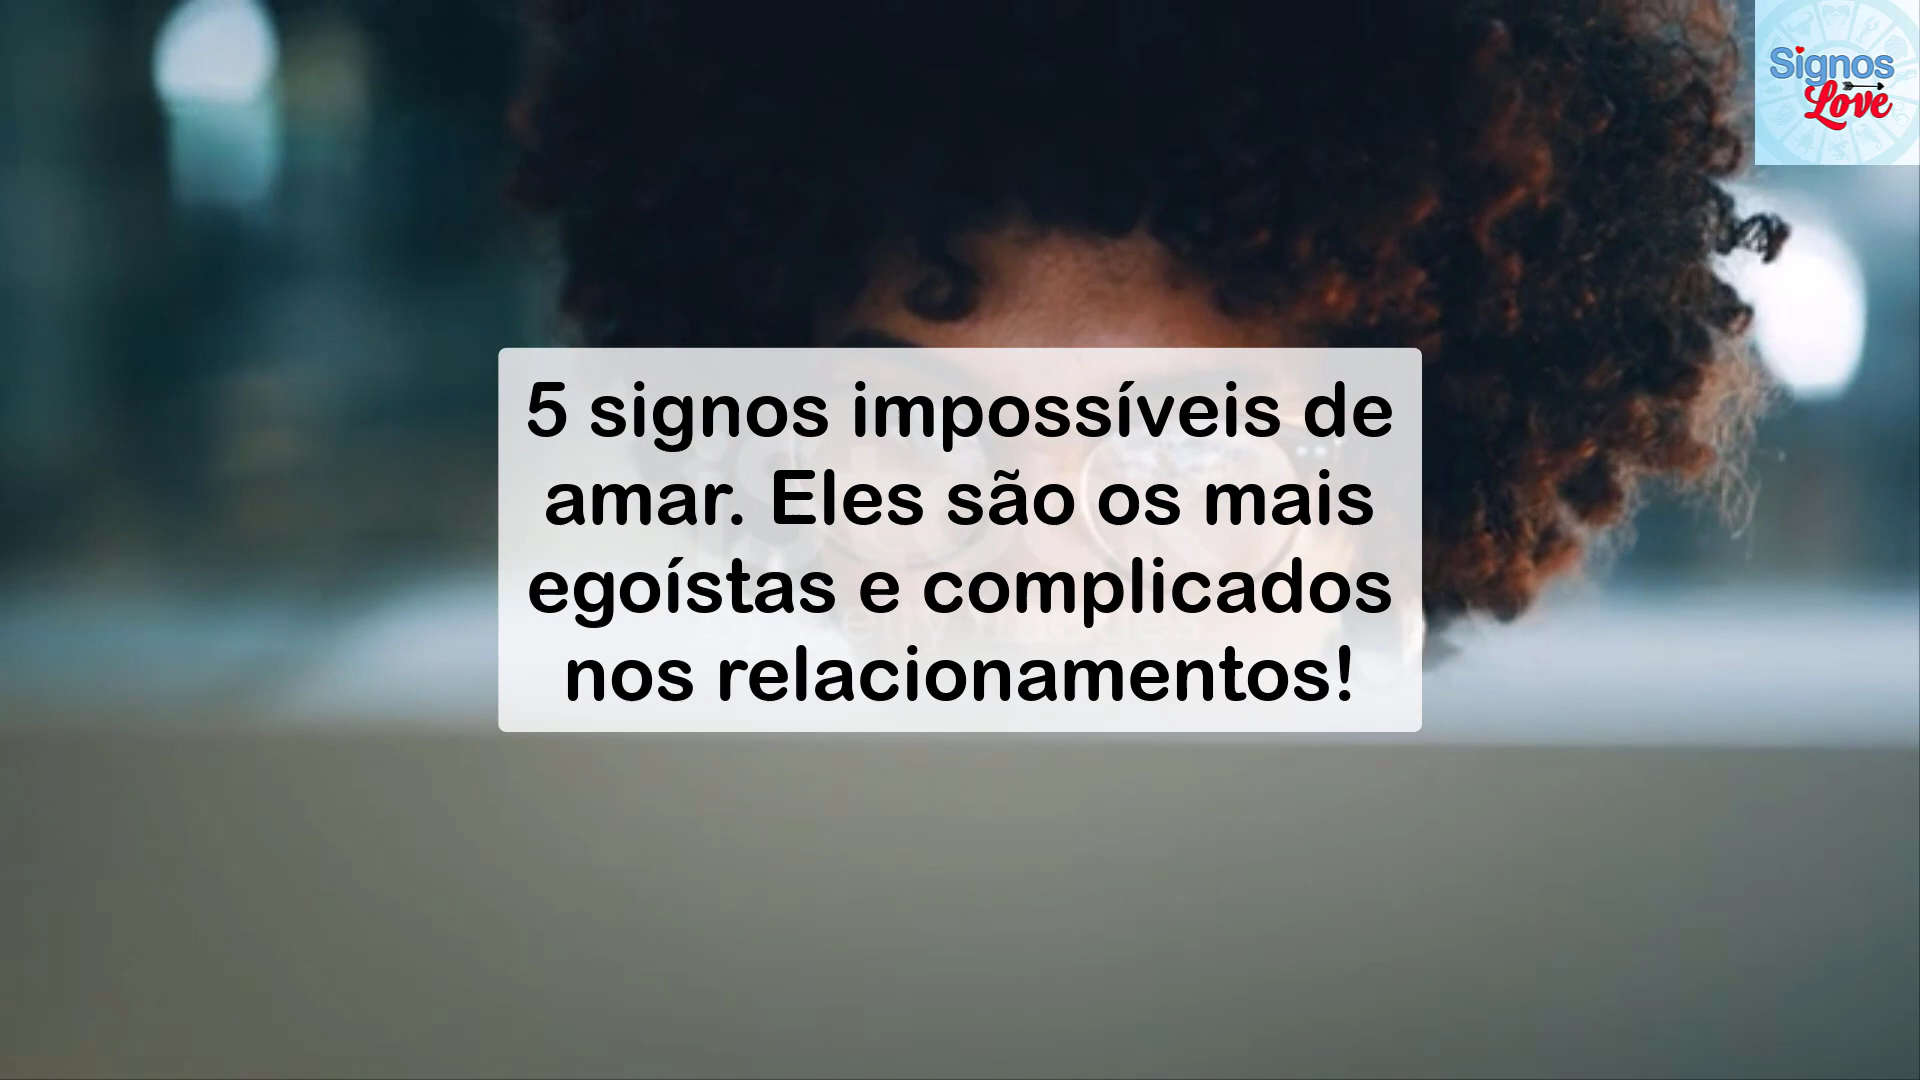 Signos
Love
5 signos impossíveis de
amar. Eles são os mais
egoístas e complicados
nos relacionamentos!